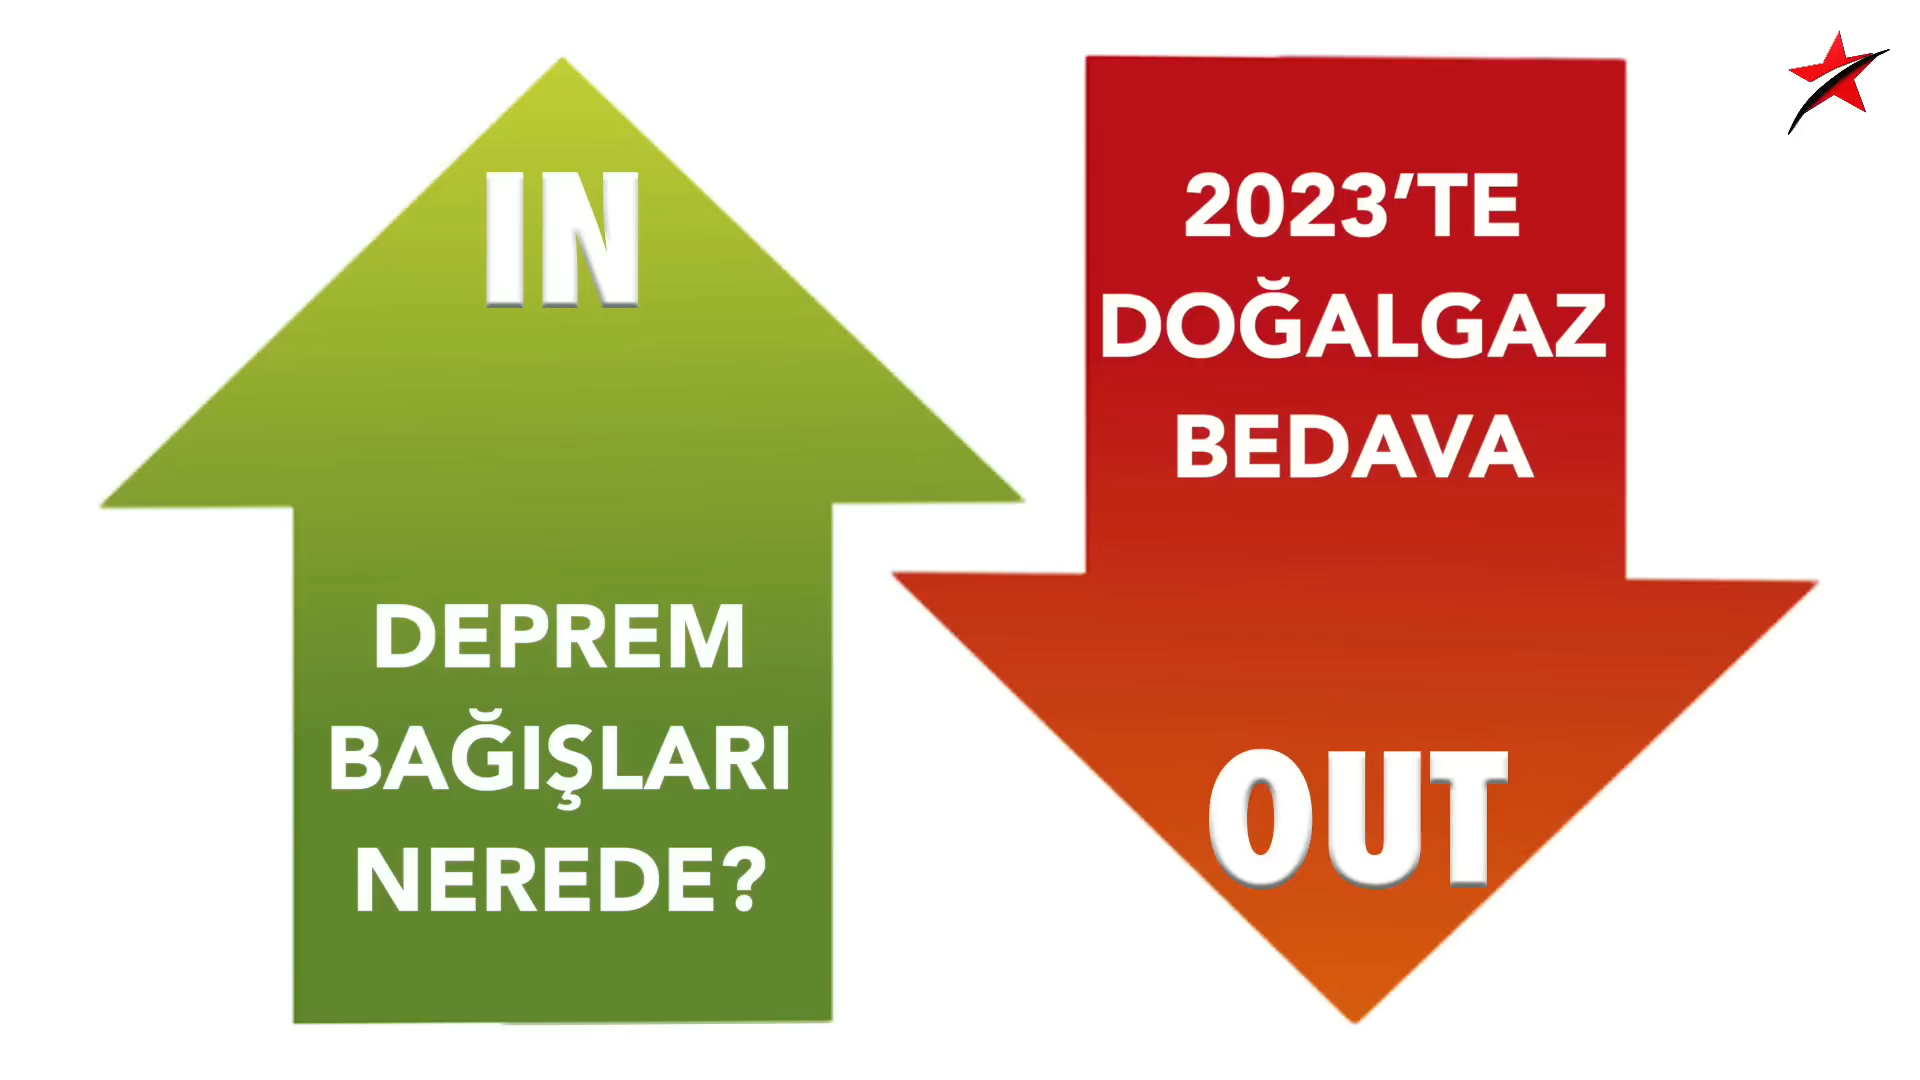 IN
DEPREM
BAĞIŞLARI
NEREDE?
2023'TE
DOĞALGAZ
BEDAVA
OUT